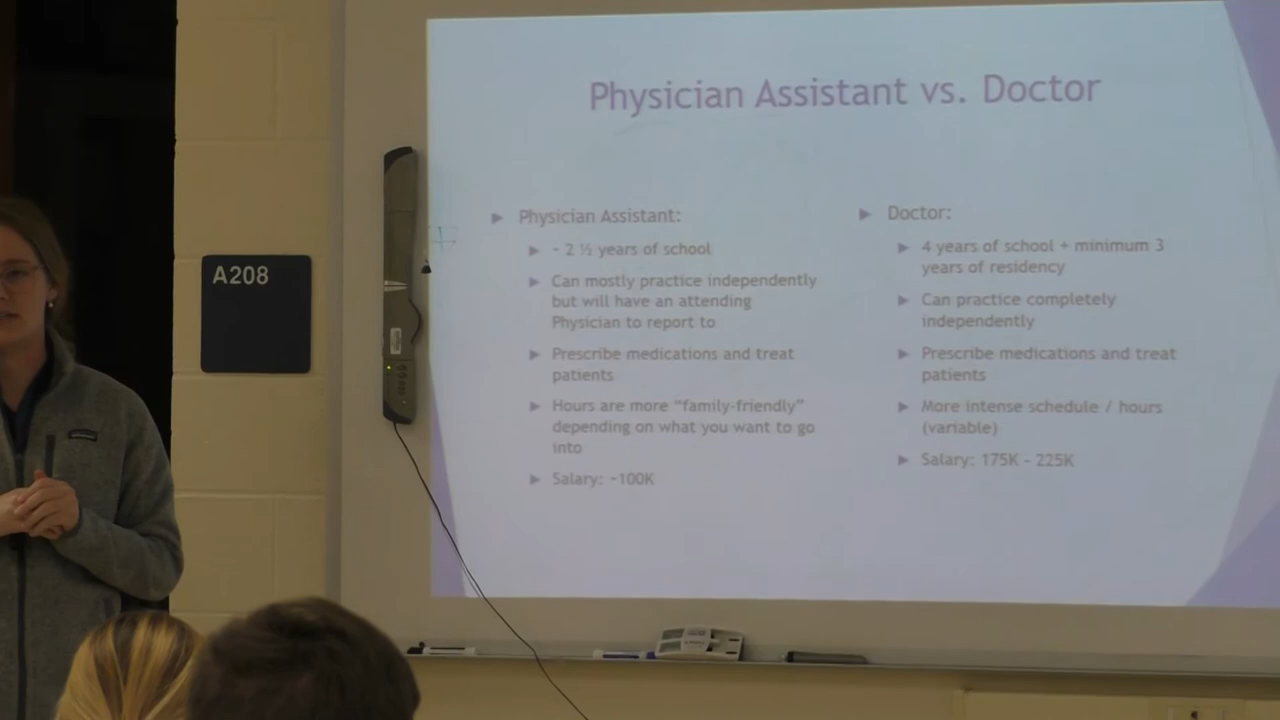 Physician Assistant vs. Doctor
A208
Physician Assistant:
~ 2 ½ years of school
Can mostly practice independently
but will have an attending
Physician to report to
Prescribe medications and treat
patients
Hours are more “family-friendly”
depending on what you want to go
into
Salary: ~100K
Doctor:
4 years of school + minimum 3
years of residency
Can practice completely
independently
Prescribe medications and treat
patients
More intense schedule / hours
(variable)
Salary: 175K - 225K